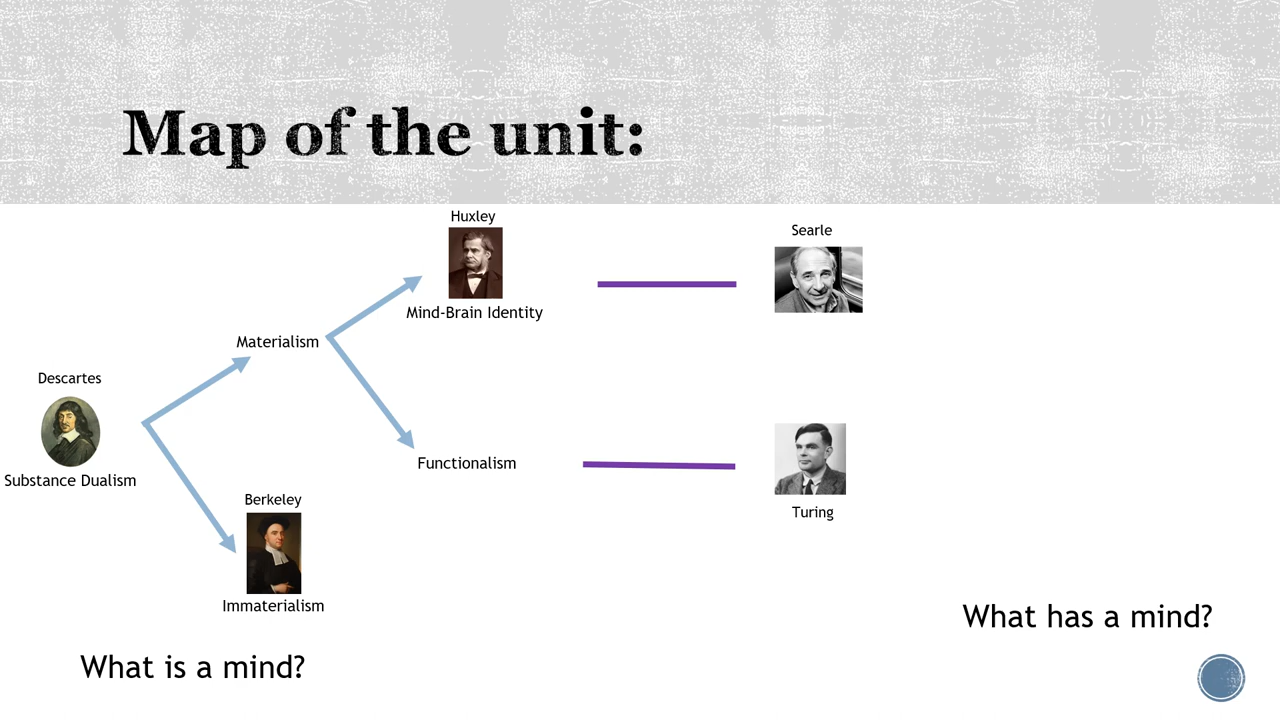 Map of the unit:
Huxley
Searle
Mind-Brain Identity
Materialism
Descartes
Functionalism
Substance Dualism
Berkeley
Turing
Immaterialism
What has a mind?
What is a mind?